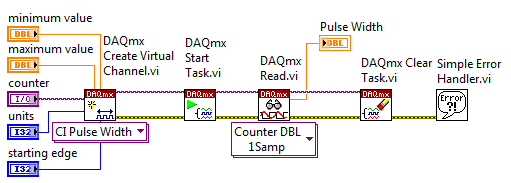 minimum value
DBL
maximum value
DBL
counter
I/O
units
I32
starting edge
I32
DAQmx
Create Virtual
Channel.vi
DAQmx
CI Pulse Width
DAQmx
Start
Task.vi
DAQmx
DAQmx
Read.vi
DAQmx
Counter DBL
1Samp
Pulse Width
DBL
DAQmx Clear
Task.vi
DAQmx
Simple Error
Handler.vi
Error
?!